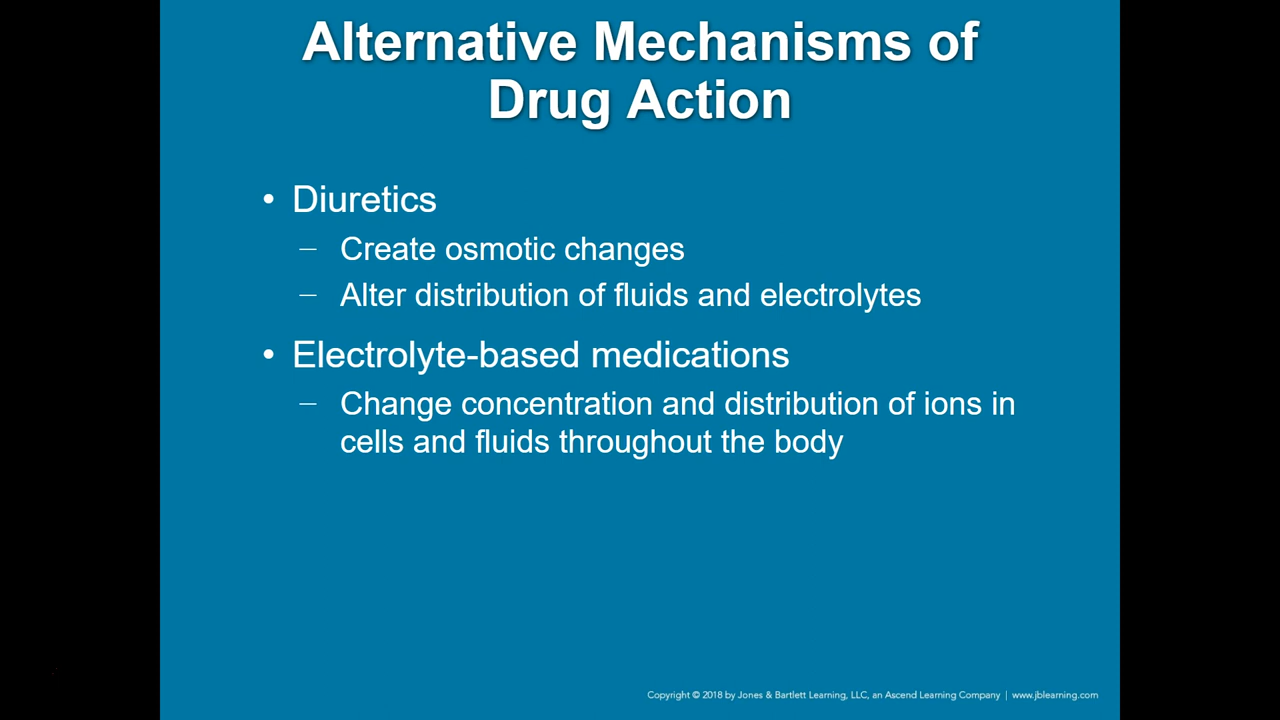 Alternative Mechanisms of
Drug Action
• Diuretics
– Create osmotic changes
– Alter distribution of fluids and electrolytes
• Electrolyte-based medications
– Change concentration and distribution of ions in
cells and fluids throughout the body
Copyright © 2018 by Jones & Bartlett Learning, LLC, an Ascend Learning Company | www.jblearning.com